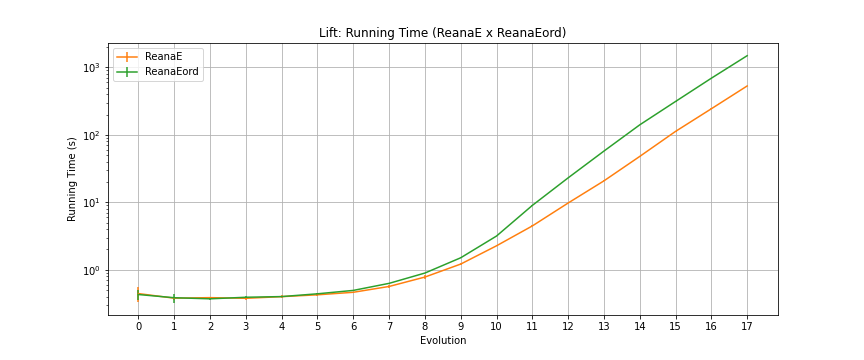 Lift: Running Time (ReanaE x ReanaEord)
ReanaE
ReanaEord
10³
10²
10¹
10⁰
Running Time (s)
0 1 2 3 4 5 6 7 8 9 10 11 12 13 14 15 16 17
Evolution